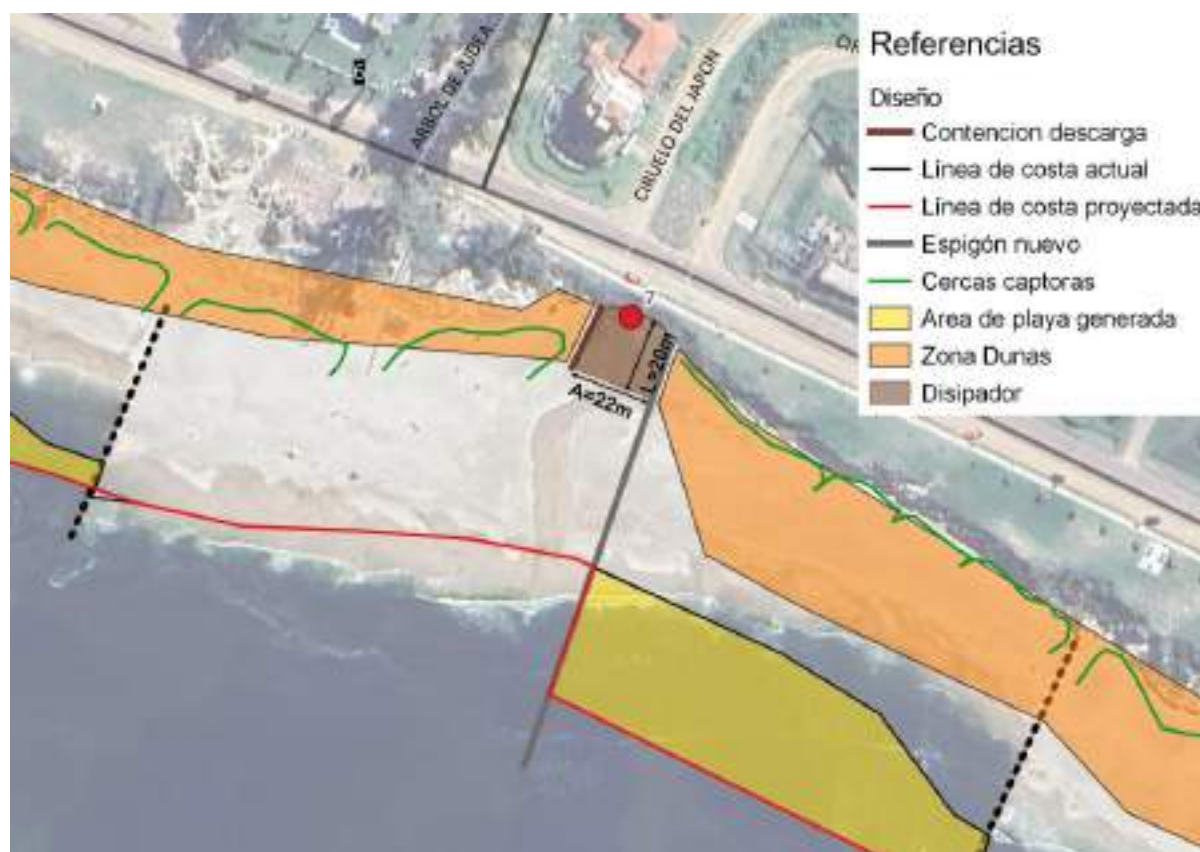 Referencias
Diseño
Contencion descarga
Línea de costa actual
Línea de costa proyectada
Espigón nuevo
Cercas captoras
Area de playa generada
Zona Dunas
Disipador
ARBOL DE JUDEA
CIRUELO DEL JAPON
7
L=20m
A=22m